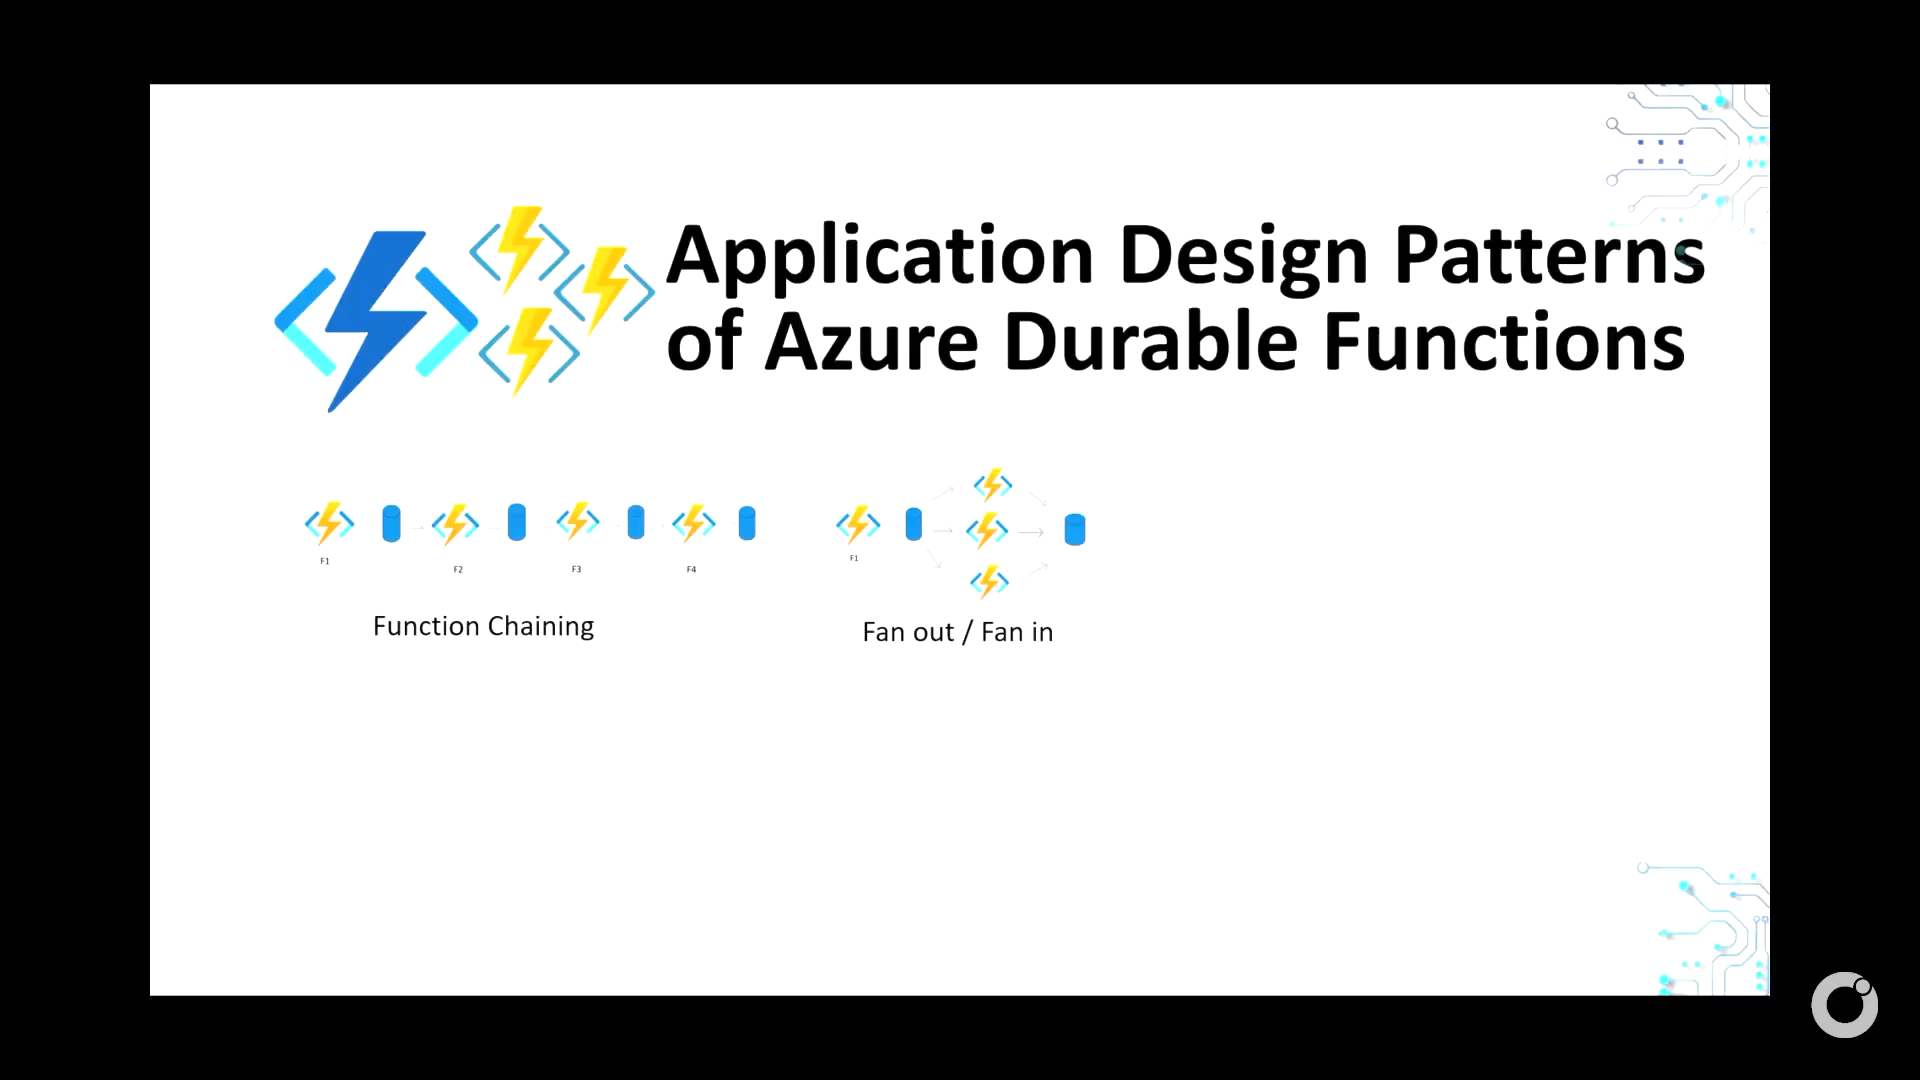 Application Design Patterns
of Azure Durable Functions
F1
F2
F3
F4
Function Chaining
F1
Fan out / Fan in